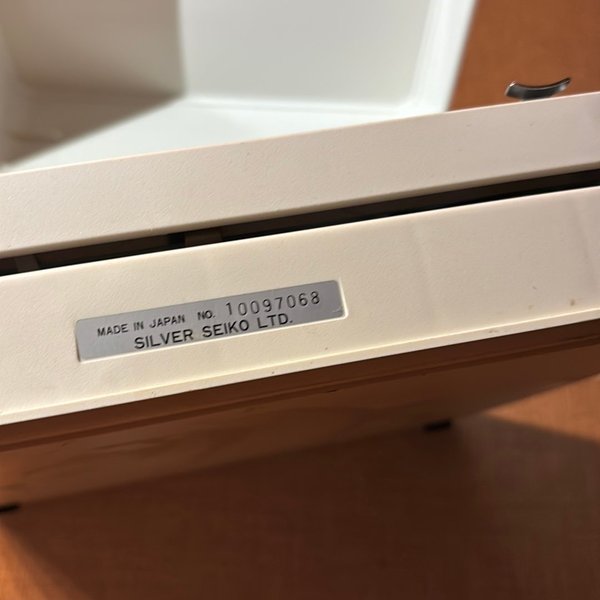 MADE IN JAPAN NO. 10097068
SILVER SEIKO LTD.